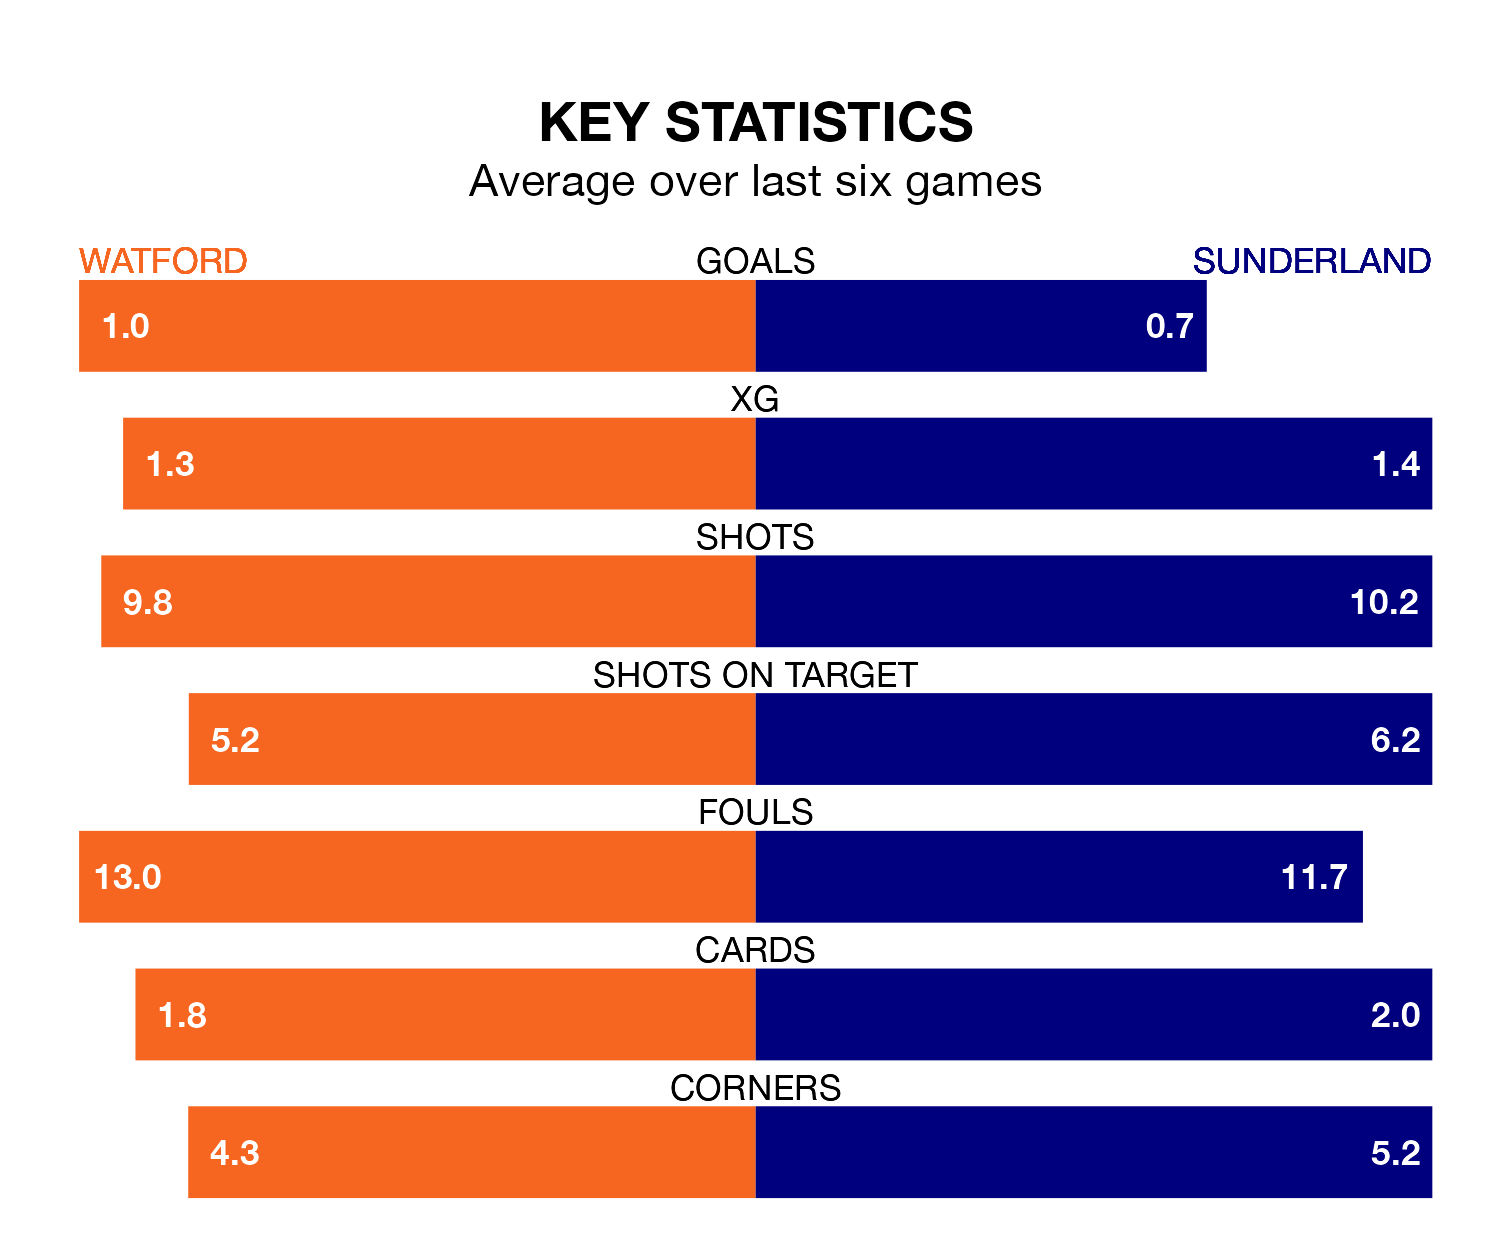 KEY STATISTICS
Average over last six games
WATFORD GOALS SUNDERLAND
1.0 0.7
XG
1.3 1.4
SHOTS
9.8 10.2
SHOTS ON TARGET
5.2 6.2
FOULS
13.0 11.7
CARDS
1.8 2.0
CORNERS
4.3 5.2